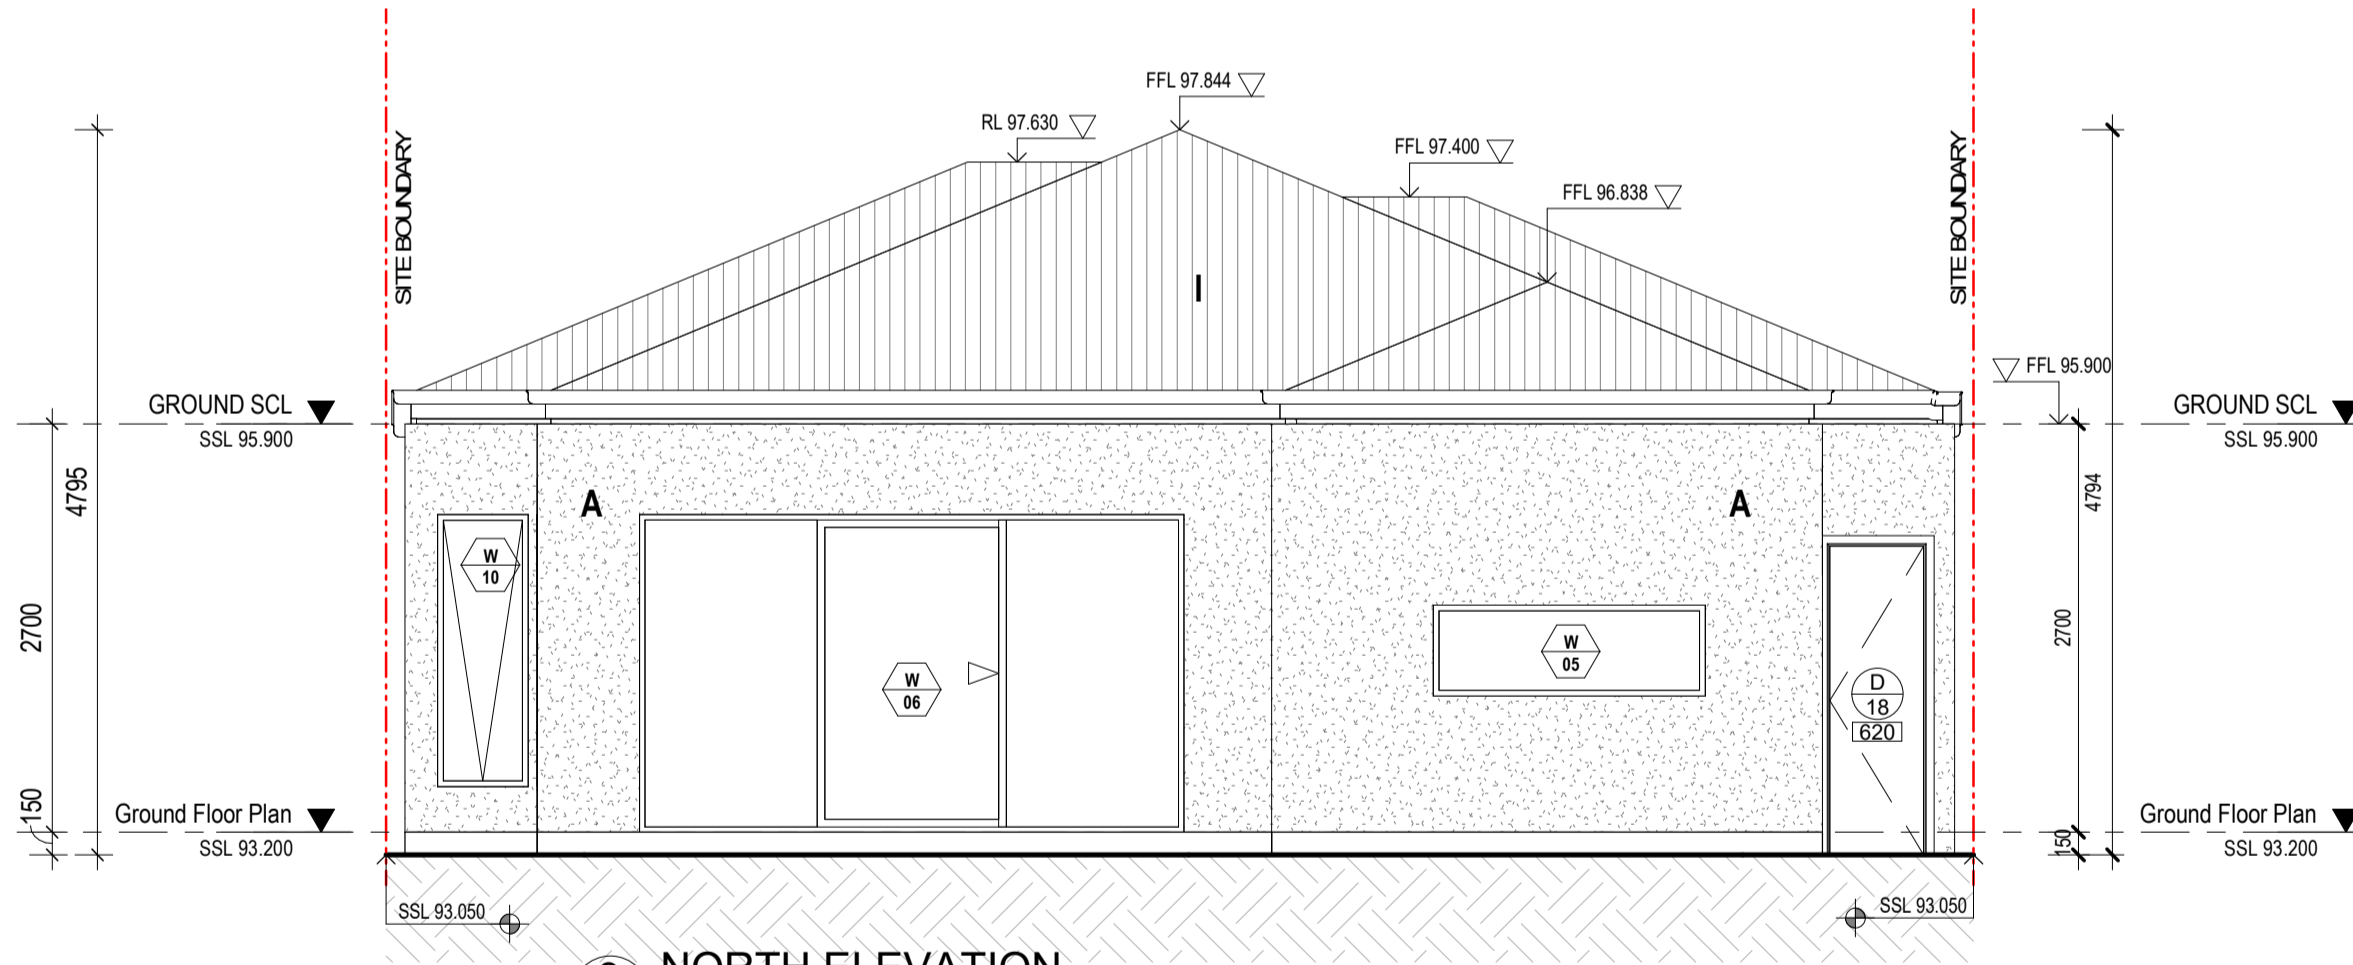 FFL 97.844
RL 97.630
FFL 97.400
FFL 96.838
SITE BOUNDARY
SITE BOUNDARY
I
FFL 95.900
GROUND SCL
SSL 95.900
GROUND SCL
SSL 95.900
4795
4794
A
A
W
10
W
06
W
05
D
18
620
2700
2700
150
150
Ground Floor Plan
SSL 93.200
Ground Floor Plan
SSL 93.200
SSL 93.050
SSL 93.050
NORTH ELEVATION